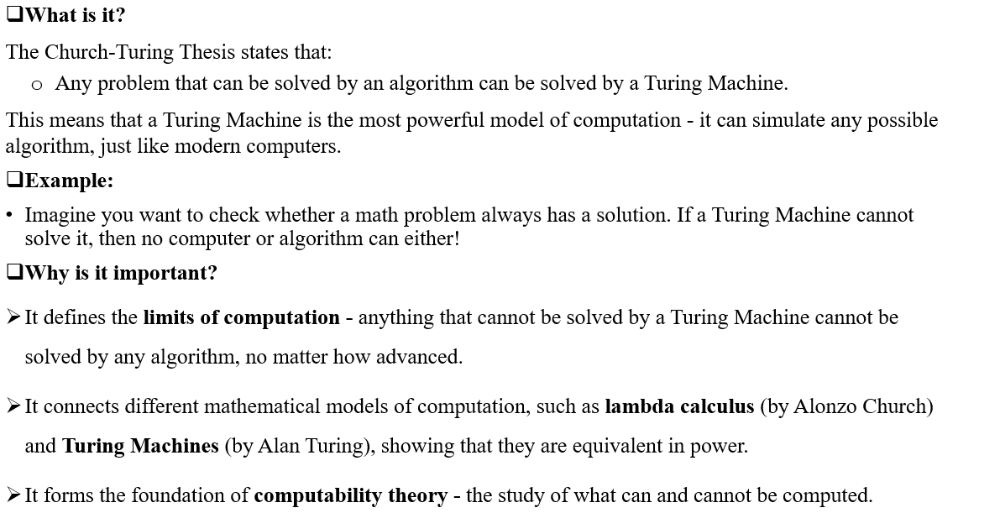 ❑What is it?
The Church-Turing Thesis states that:
o Any problem that can be solved by an algorithm can be solved by a Turing Machine.
This means that a Turing Machine is the most powerful model of computation - it can simulate any possible
algorithm, just like modern computers.
❑Example:
• Imagine you want to check whether a math problem always has a solution. If a Turing Machine cannot
solve it, then no computer or algorithm can either!
❑Why is it important?
➢It defines the limits of computation - anything that cannot be solved by a Turing Machine cannot be
solved by any algorithm, no matter how advanced.
➢It connects different mathematical models of computation, such as lambda calculus (by Alonzo Church)
and Turing Machines (by Alan Turing), showing that they are equivalent in power.
➢It forms the foundation of computability theory - the study of what can and cannot be computed.